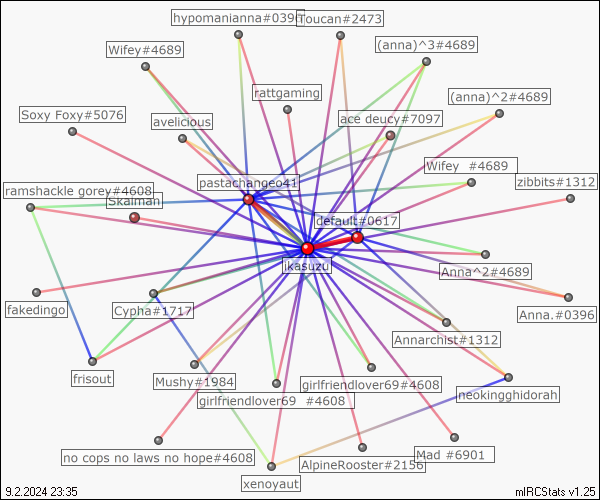 hypomanianna#0396
Toucan#2473
Wifey#4689
(anna)^3#4689
rattgaming
(anna)^2#4689
Soxy Foxy#5076
avelicious
ace deucy#7097
Wifey #4689
pastachangeo41
zibbits#1312
ramshackle gorey#4608
Skaiman
default#0617
ikasuzu
Anna^2#4689
fakedingo
Cypha#1717
Anna.#0396
Annarchist#1312
frisout
Mushy#1984
girlfriendlover69#4608
girlfriendlover69 #4608
neokingghidorah
no cops no laws no hope#4608
AlpineRooster#2156
Mad #6901
xenoyaut
9.2.2024 23:35
mIRCStats v1.25